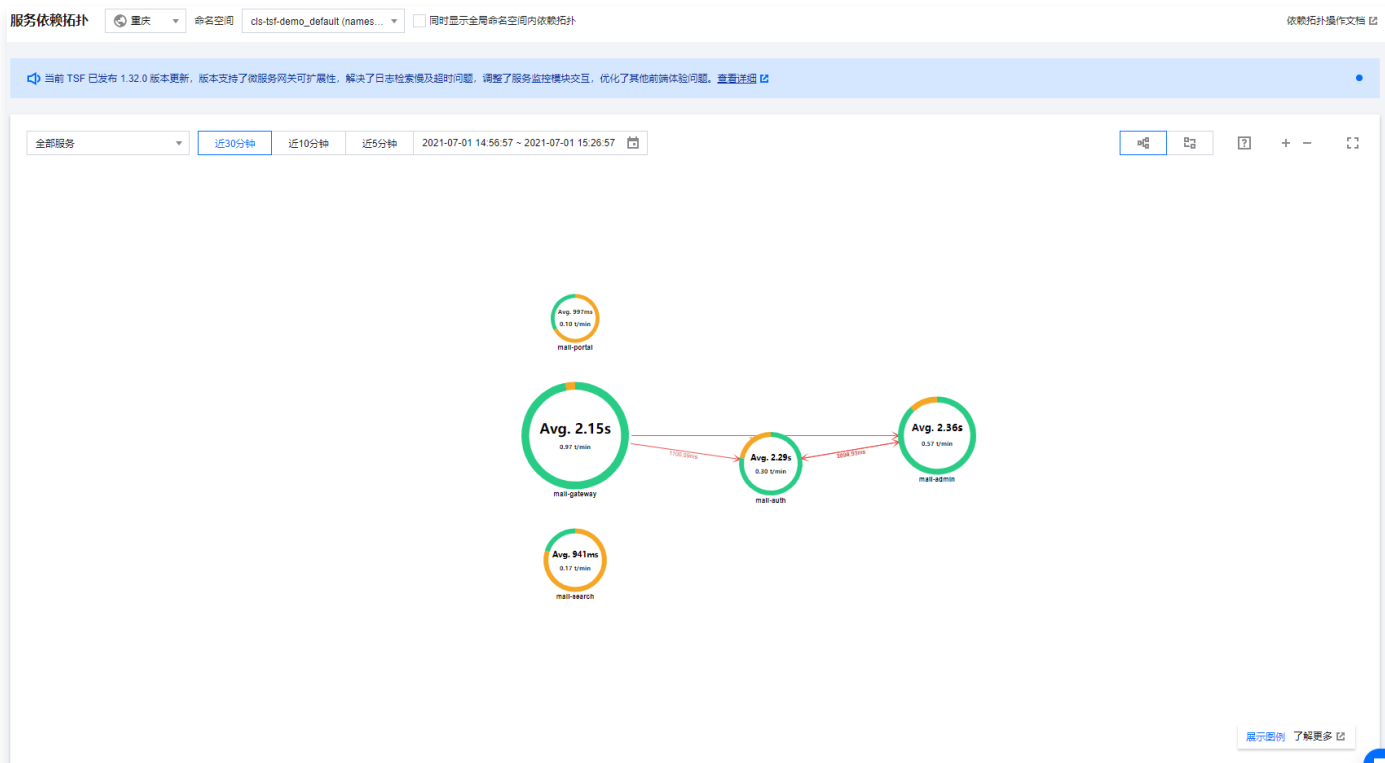 服务依赖拓扑 重庆 命名空间 cls-tsf-demo_default (names... 同时显示全局命名空间内依赖拓扑 依赖拓扑操作文档
当前 TSF 已发布 1.32.0 版本更新，版本支持了微服务网关可扩展性，解决了日志检索慢及超时问题，调整了服务监控模块交互，优化了其他前端体验问题。查看详细
全部服务 近30分钟 近10分钟 近5分钟 2021-07-01 14:56:57 ~ 2021-07-01 15:26:57
Avg. 997ms
0.10 t/min
mall-portal
Avg. 2.15s
0.97 t/min
mall-gateway
Avg. 2.29s
0.30 t/min
mall-auth
Avg. 2.36s
0.57 t/min
mall-admin
Avg. 941ms
0.17 t/min
mall-search
展示图例 了解更多